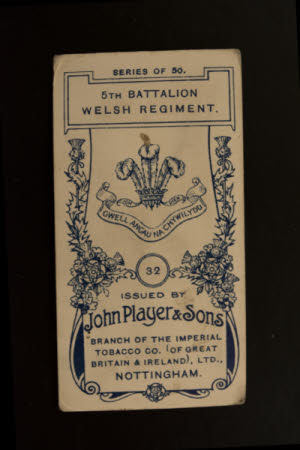 SERIES OF 50.
5TH BATTALION
WELSH REGIMENT.
GWELL ANGAU NA CHYWILYDD
32
ISSUED BY
John Player & Sons
BRANCH OF THE IMPERIAL
TOBACCO CO. (OF GREAT
BRITAIN & IRELAND), LTD.,
NOTTINGHAM.